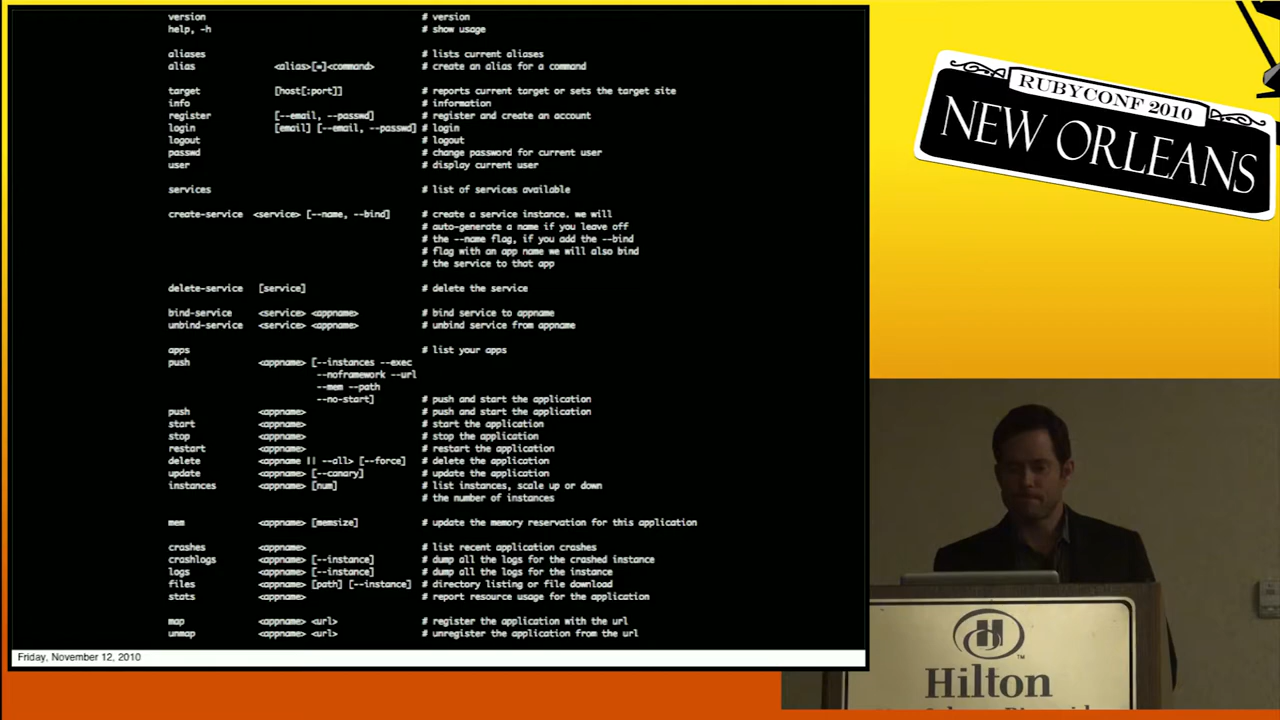 version # version
help, -h # show usage
aliases # lists current aliases
alias <alias>[=]<command> # create an alias for a command
target [host[:port]] # reports current target or sets the target site
info # information
register [--email, --passwd] # register and create an account
login [email] [--email, --passwd] # login
logout # logout
passwd # change password for current user
user # display current user
services # list of services available
create-service <service> [--name, --bind] # create a service instance. we will
# auto-generate a name if you leave off
# the --name flag, if you add the --bind
# flag with an app name we will also bind
# the service to that app
delete-service [service] # delete the service
bind-service <service> <appname> # bind service to appname
unbind-service <service> <appname> # unbind service from appname
apps # list your apps
push <appname> [--instances --exec
--noframework --url
--mem --path
--no-start] # push and start the application
push <appname> # push and start the application
start <appname> # start the application
stop <appname> # stop the application
restart <appname> # restart the application
delete <appname || --all> [--force] # delete the application
update <appname> [--canary] # update the application
instances <appname> [num] # list instances, scale up or down
# the number of instances
mem <appname> [memsize] # update the memory reservation for this application
crashes <appname> # list recent application crashes
crashlogs <appname> [--instance] # dump all the logs for the crashed instance
logs <appname> [--instance] # dump all the logs for the instance
files <appname> [path] [--instance] # directory listing or file download
stats <appname> # report resource usage for the application
map <appname> <url> # register the application with the url
unmap <appname> <url> # unregister the application from the url
Friday, November 12, 2010
RUBYCONF 2010
NEW ORLEANS
H
TM
Hilton